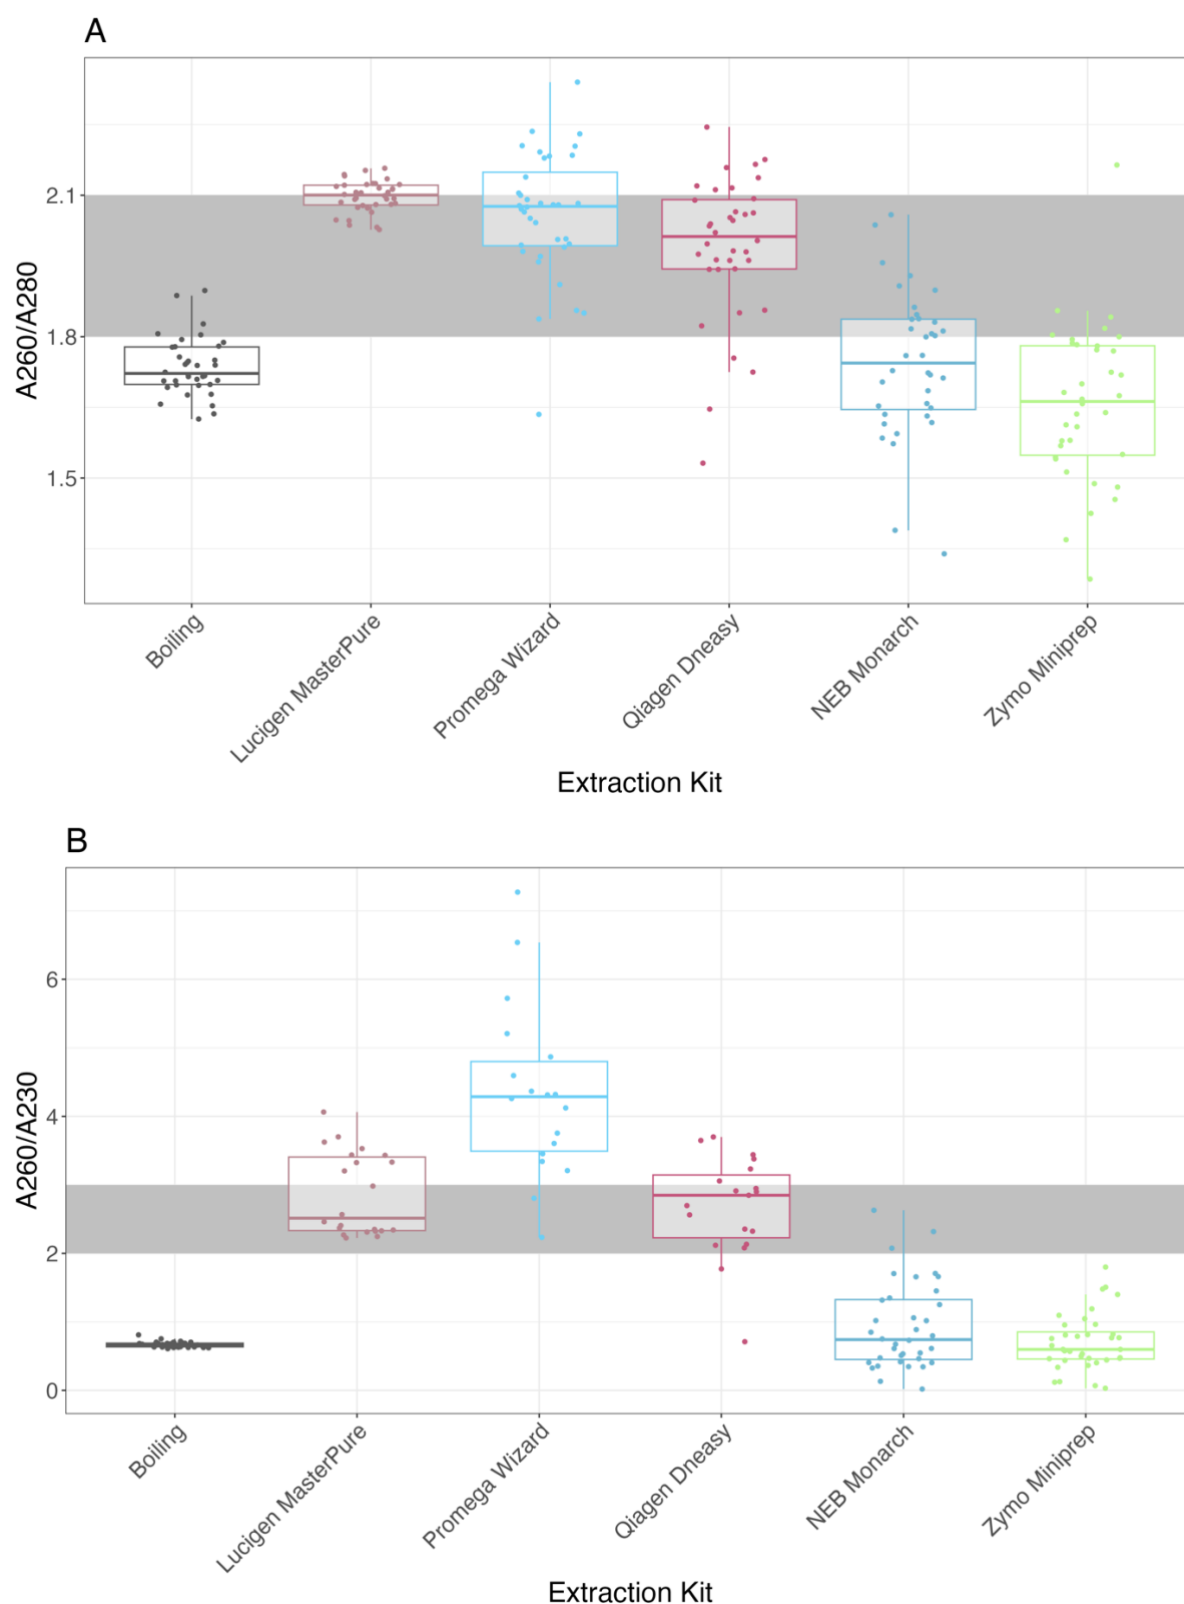 A
A260/A280
2.1
1.8
1.5
Boiling
Lucigen MasterPure
Promega Wizard
Qiagen Dneasy
NEB Monarch
Zymo Miniprep
Extraction Kit
B
A260/A230
6
4
2
0
Boiling
Lucigen MasterPure
Promega Wizard
Qiagen Dneasy
NEB Monarch
Zymo Miniprep
Extraction Kit